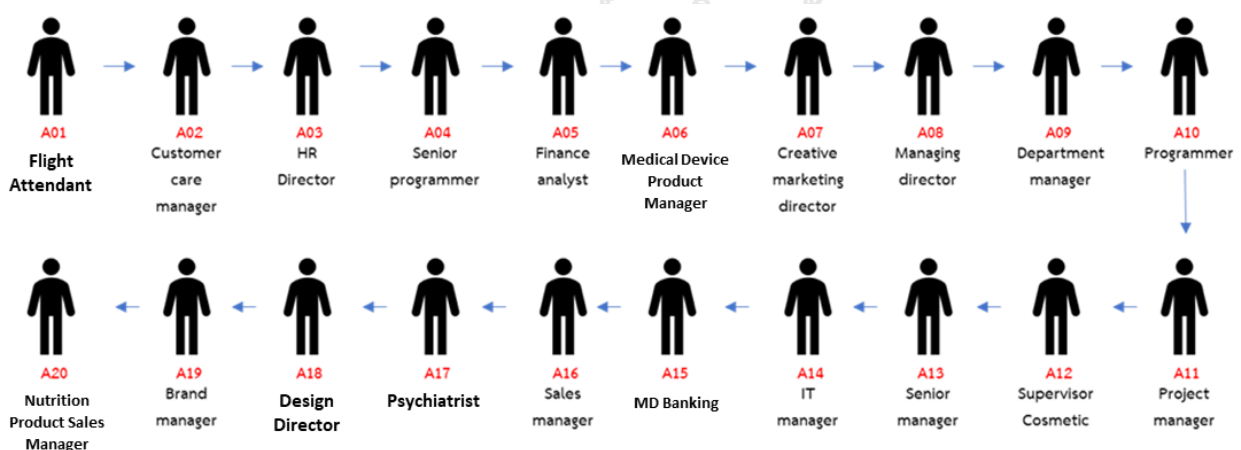 A01
Flight
Attendant
A02
Customer
care
manager
A03
HR
Director
A04
Senior
programmer
A05
Finance
analyst
A06
Medical Device
Product
Manager
A07
Creative
marketing
director
A08
Managing
director
A09
Department
manager
A10
Programmer
A20
Nutrition
Product Sales
Manager
A19
Brand
manager
A18
Design
Director
A17
Psychiatrist
A16
Sales
manager
A15
MD Banking
A14
IT
manager
A13
Senior
manager
A12
Supervisor
Cosmetic
A11
Project
manager